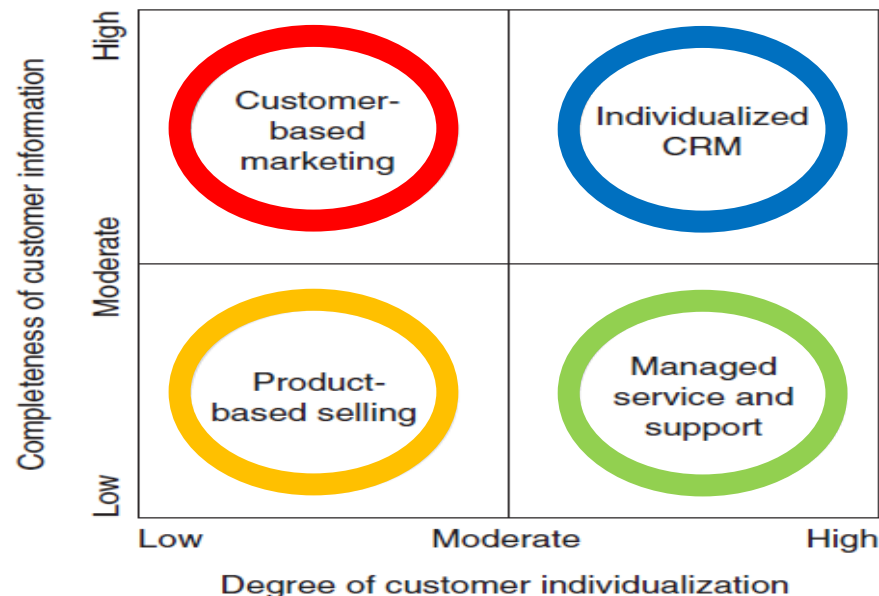 Completeness of customer information
High
Moderate
Low
Customer-
based
marketing
Individualized
CRM
Product-
based selling
Managed
service and
support
Low Moderate High
Degree of customer individualization